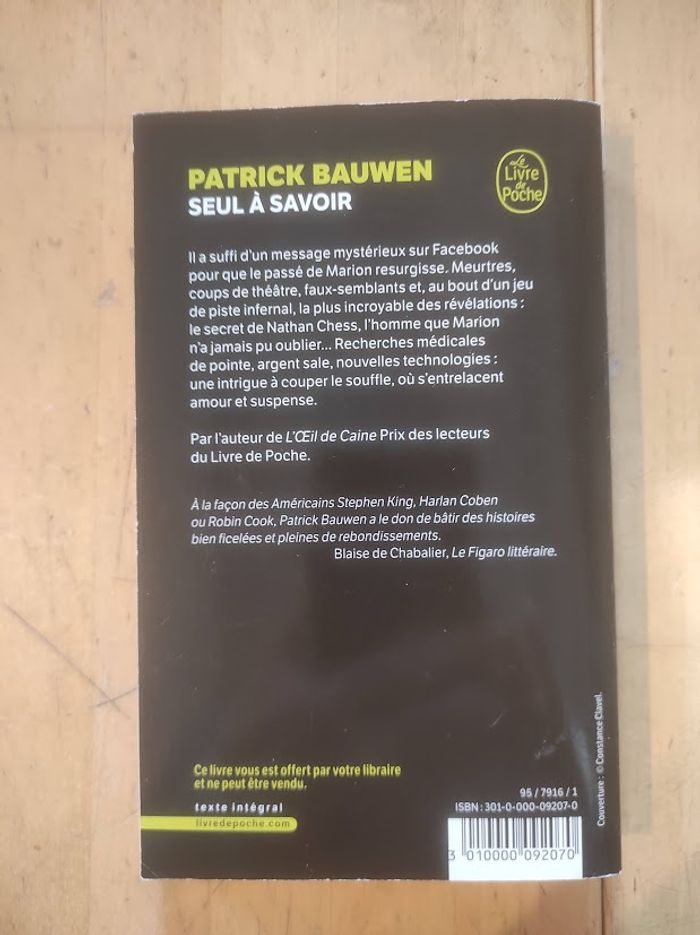 PATRICK BAUWEN
SEUL À SAVOIR
Le
Livre
de
Poche
Il a suffi d'un message mystérieux sur Facebook
pour que le passé de Marion resurgisse. Meurtres,
coups de théâtre, faux-semblants et, au bout d'un jeu
de piste infernal, la plus incroyable des révélations :
le secret de Nathan Chess, l'homme que Marion
n'a jamais pu oublier... Recherches médicales
de pointe, argent sale, nouvelles technologies :
une intrigue à couper le souffle, où s'entrelacent
amour et suspense.
Par l'auteur de L'Œil de Caine Prix des lecteurs
du Livre de Poche.
À la façon des Américains Stephen King, Harlan Coben
ou Robin Cook, Patrick Bauwen a le don de bâtir des histoires
bien ficelées et pleines de rebondissements.
Blaise de Chabalier, Le Figaro littéraire.
Ce livre vous est offert par votre libraire
et ne peut être vendu.
texte intégral
livredepoche.com
95 / 7916 / 1
ISBN : 301-0-000-09207-0
3 010000 092070
Couverture : © Constance Clavel.